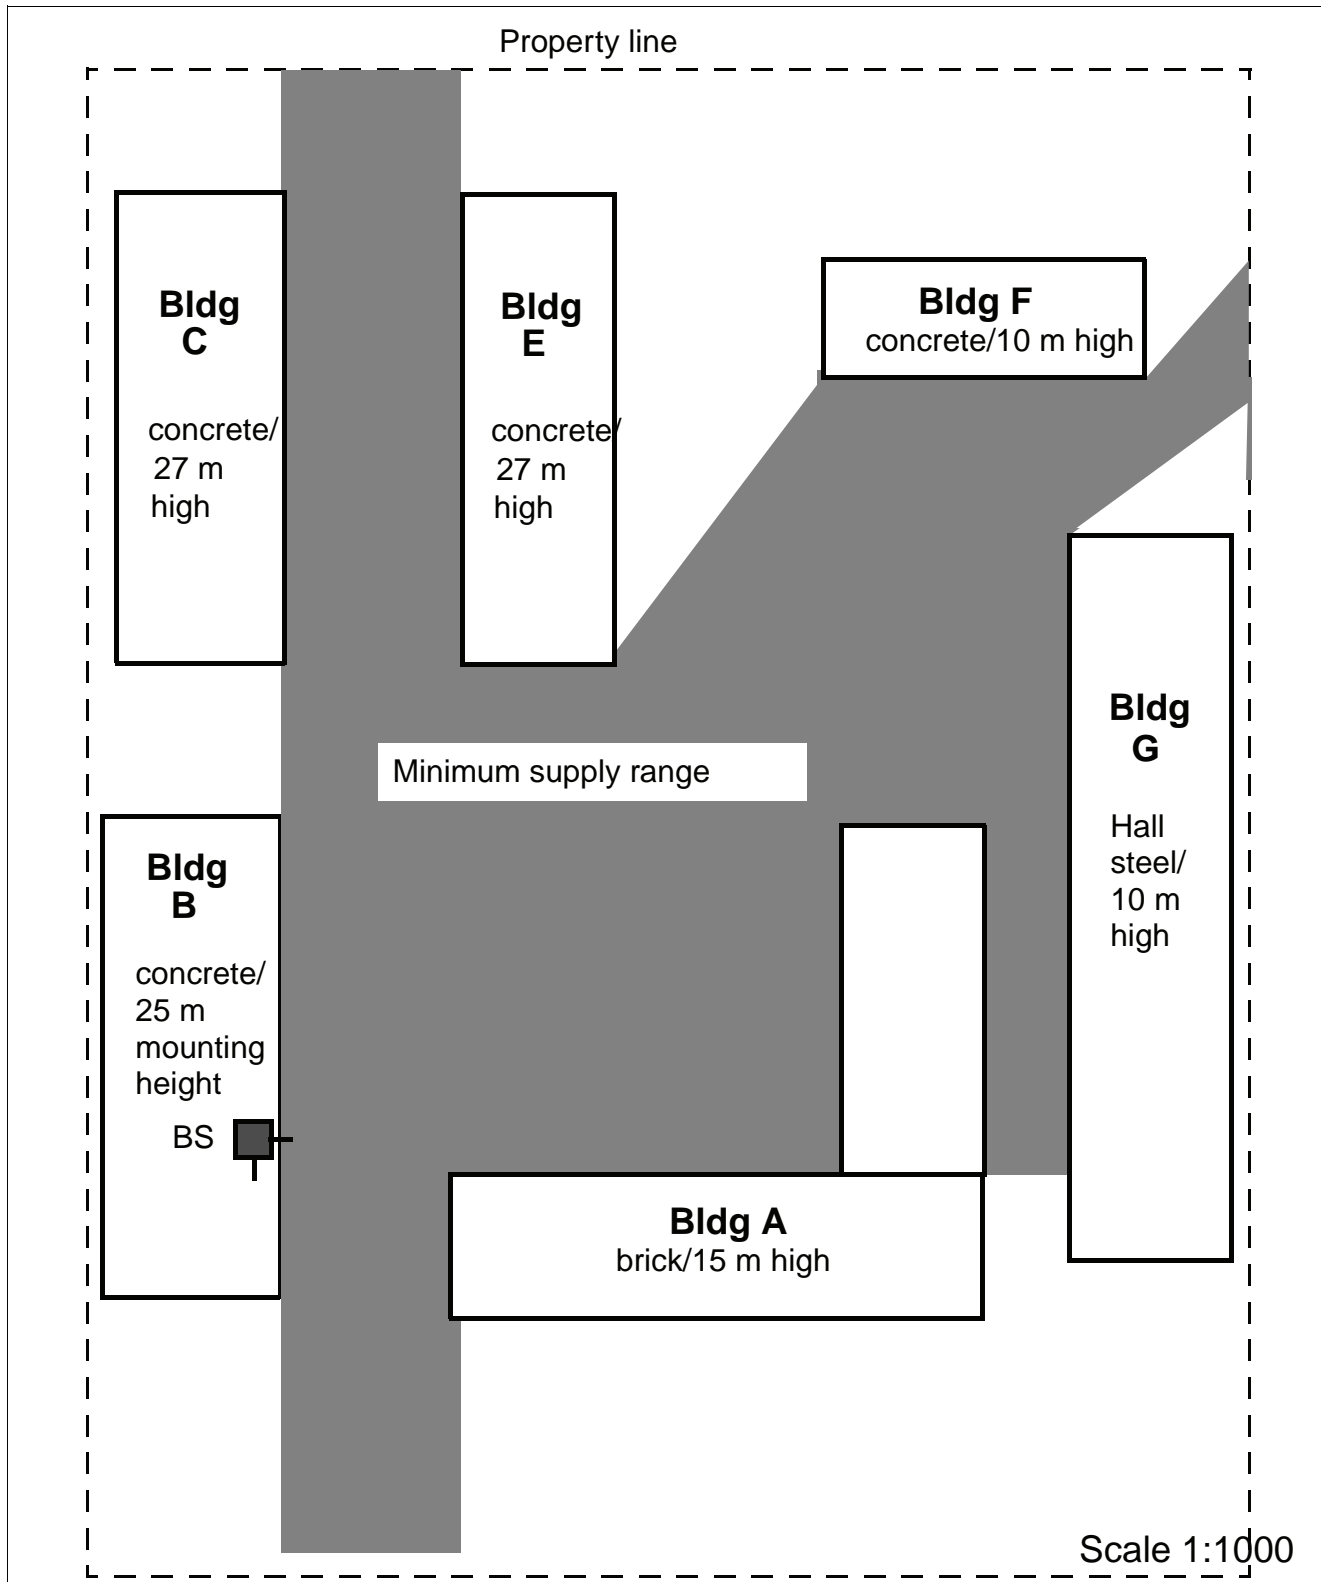 Property line
Bldg
C
concrete/
27 m
high
Bldg
E
concrete/
27 m
high
Bldg F
concrete/10 m high
Minimum supply range
Bldg
G
Hall
steel/
10 m
high
Bldg
B
concrete/
25 m
mounting
height
BS
Bldg A
brick/15 m high
Scale 1:1000